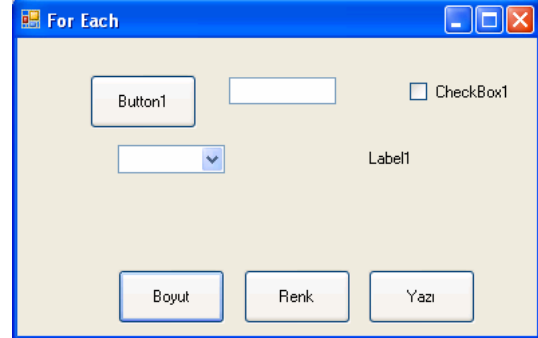 For Each
Button1
CheckBox1
Label1
Boyut Renk Yazı